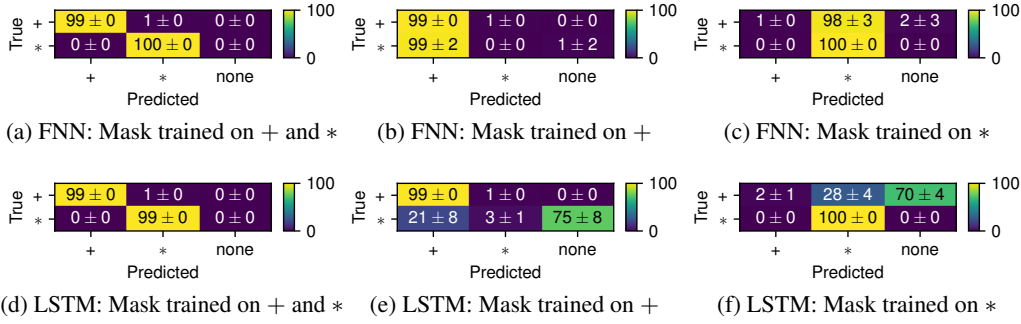 True
+
99 ± 0 1 ± 0 0 ± 0
*
0 ± 0 100 ± 0 0 ± 0
+ * none
Predicted
100
0
(a) FNN: Mask trained on + and *
True
+
99 ± 0 1 ± 0 0 ± 0
*
99 ± 2 0 ± 0 1 ± 2
+ * none
Predicted
100
0
(b) FNN: Mask trained on +
True
+
1 ± 0 98 ± 3 2 ± 3
*
0 ± 0 100 ± 0 0 ± 0
+ * none
Predicted
100
0
(c) FNN: Mask trained on *
True
+
99 ± 0 1 ± 0 0 ± 0
*
0 ± 0 99 ± 0 0 ± 0
+ * none
Predicted
100
0
(d) LSTM: Mask trained on + and *
True
+
99 ± 0 1 ± 0 0 ± 0
*
21 ± 8 3 ± 1 75 ± 8
+ * none
Predicted
100
0
(e) LSTM: Mask trained on +
True
+
2 ± 1 28 ± 4 70 ± 4
*
0 ± 0 100 ± 0 0 ± 0
+ * none
Predicted
100
0
(f) LSTM: Mask trained on *